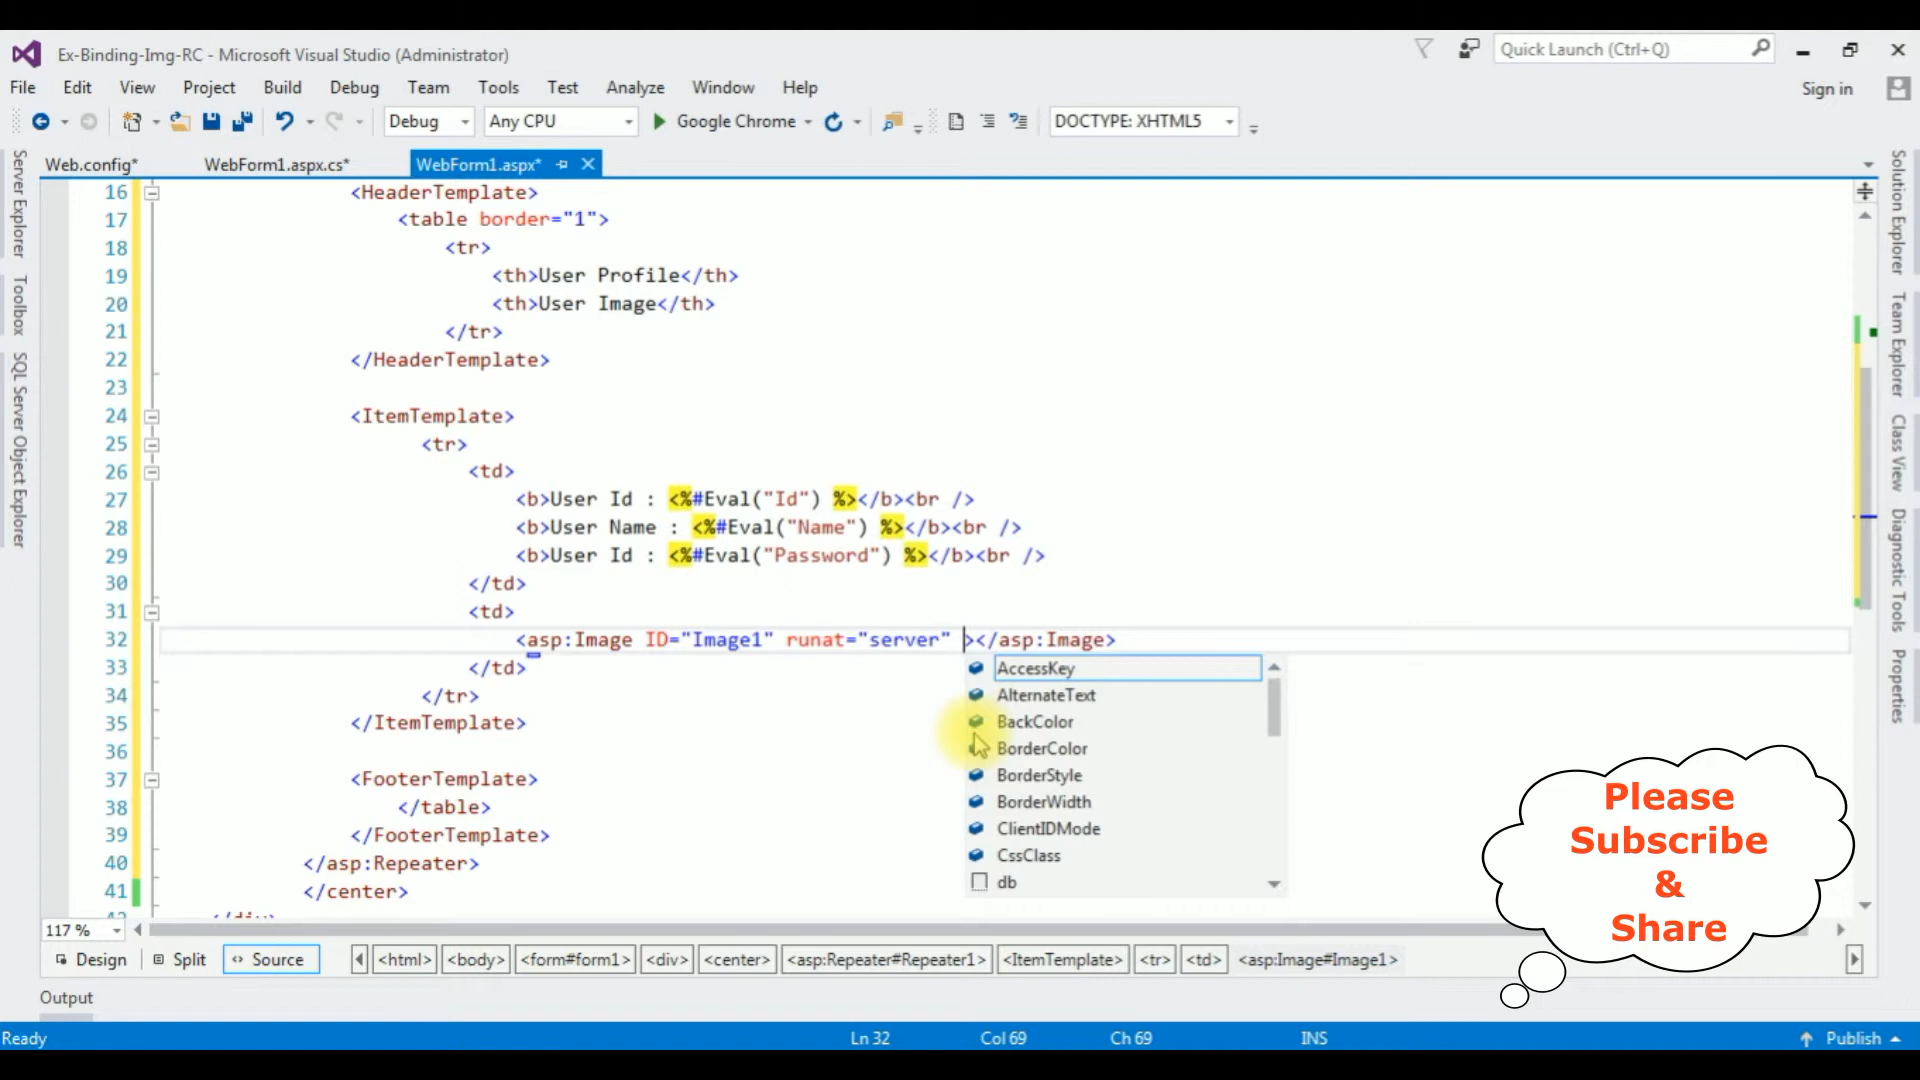 Ex-Binding-Img-RC - Microsoft Visual Studio (Administrator)
Quick Launch (Ctrl+Q)
File Edit View Project Build Debug Team Tools Test Analyze Window Help
Sign in
Debug Any CPU Google Chrome DOCTYPE: XHTML5
Web.config* WebForm1.aspx.cs* WebForm1.aspx*
16 <HeaderTemplate>
17 <table border="1">
18 <tr>
19 <th>User Profile</th>
20 <th>User Image</th>
21 </tr>
22 </HeaderTemplate>
23
24 <ItemTemplate>
25 <tr>
26 <td>
27 <b>User Id : <%#Eval("Id") %></b><br />
28 <b>User Name : <%#Eval("Name") %></b><br />
29 <b>User Id : <%#Eval("Password") %></b><br />
30 </td>
31 <td>
32 <asp:Image ID="Image1" runat="server" ></asp:Image>
33 </td>
34 </tr>
35 </ItemTemplate>
36
37 <FooterTemplate>
38 </table>
39 </FooterTemplate>
40 </asp:Repeater>
41 </center>
42 </div>
AccessKey
AlternateText
BackColor
BorderColor
BorderStyle
BorderWidth
ClientIDMode
CssClass
db
Server Explorer
Toolbox
SQL Server Object Explorer
Solution Explorer
Team Explorer
Class View
Diagnostic Tools
Properties
Please
Subscribe
&
Share
117 %
Design Split Source <html> <body> <form#form1> <div> <center> <asp:Repeater#Repeater1> <ItemTemplate> <tr> <td> <asp:Image#Image1>
Output
Ready Ln 32 Col 69 Ch 69 INS Publish